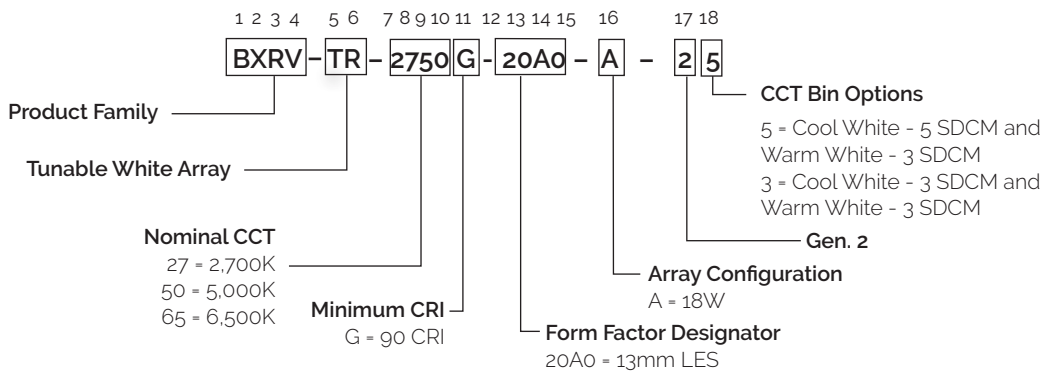 1 2 3 4 5 6 7 8 9 10 11 12 13 14 15 16 17 18
BXRV – TR – 2750 G - 20A0 – A – 2 5
Product Family
Tunable White Array
Nominal CCT
27 = 2,700K
50 = 5,000K
65 = 6,500K
Minimum CRI
G = 90 CRI
Form Factor Designator
20A0 = 13mm LES
Array Configuration
A = 18W
Gen. 2
CCT Bin Options
5 = Cool White - 5 SDCM and
Warm White - 3 SDCM
3 = Cool White - 3 SDCM and
Warm White - 3 SDCM